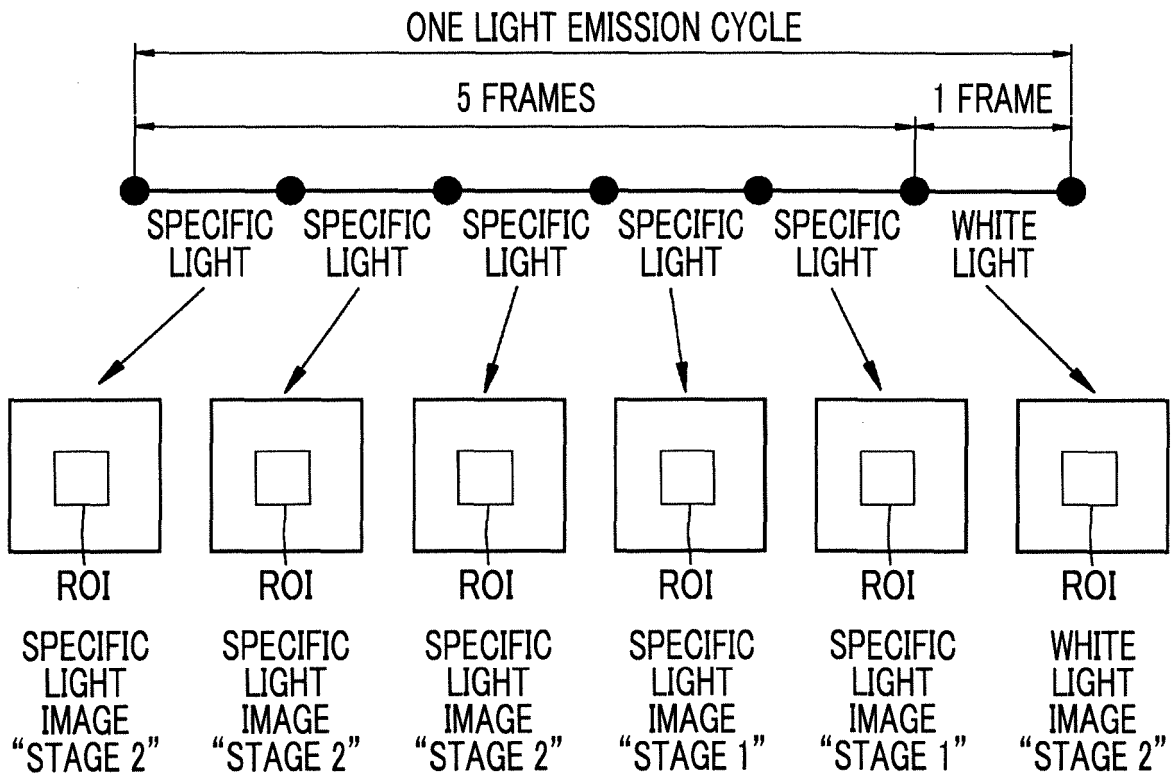 ONE LIGHT EMISSION CYCLE
5 FRAMES
1 FRAME
SPECIFIC
LIGHT
SPECIFIC
LIGHT
SPECIFIC
LIGHT
SPECIFIC
LIGHT
SPECIFIC
LIGHT
WHITE
LIGHT
ROI
ROI
ROI
ROI
ROI
ROI
SPECIFIC
LIGHT
IMAGE
“STAGE 2”
SPECIFIC
LIGHT
IMAGE
“STAGE 2”
SPECIFIC
LIGHT
IMAGE
“STAGE 2”
SPECIFIC
LIGHT
IMAGE
“STAGE 1”
SPECIFIC
LIGHT
IMAGE
“STAGE 1”
WHITE
LIGHT
IMAGE
“STAGE 2”